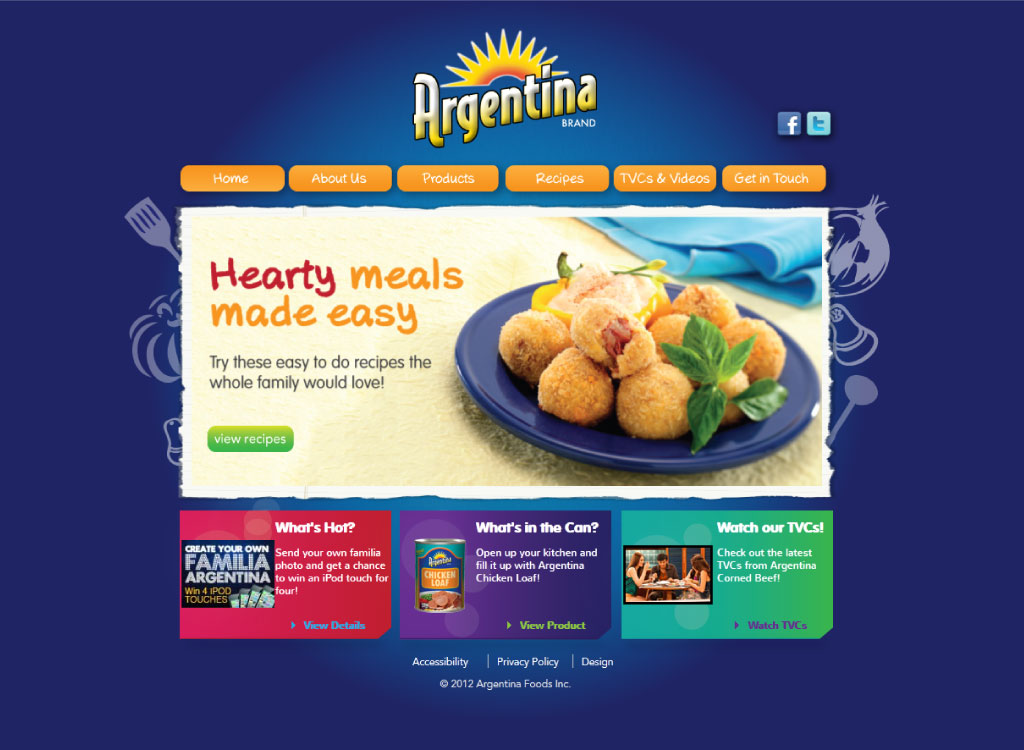 Argentina
BRAND
f t
Home About Us Products Recipes TVCs & Videos Get in Touch
Hearty meals
made easy
Try these easy to do recipes the
whole family would love!
view recipes
What's Hot?
CREATE YOUR OWN
FAMILIA
ARGENTINA
Win 4 iPOD
TOUCHES
Send your own familia
photo and get a chance
to win an iPod touch for
four!
View Details
What's in the Can?
Argentina
CHICKEN
LOAF
Open up your kitchen and
fill it up with Argentina
Chicken Loaf!
View Product
Watch our TVCs!
Check out the latest
TVCs from Argentina
Corned Beef!
Watch TVCs
Accessibility | Privacy Policy | Design
© 2012 Argentina Foods Inc.